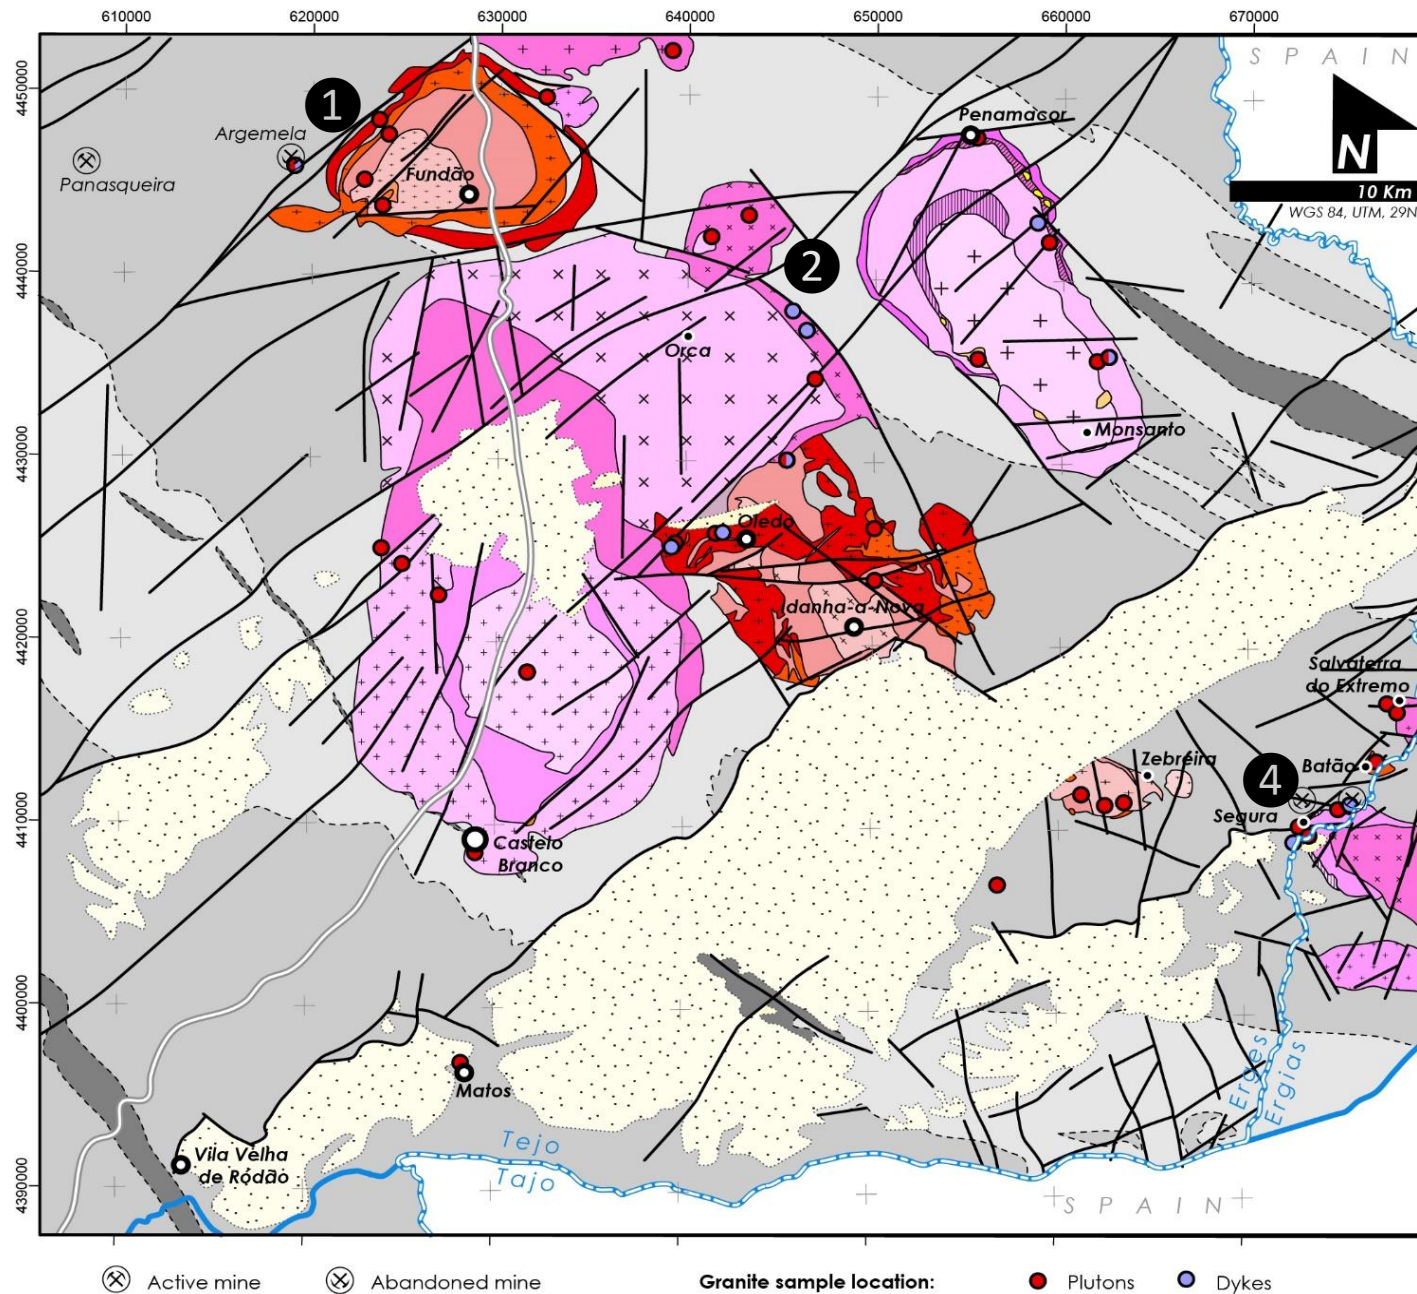 610000 620000 630000 640000 650000 660000 670000
4450000
4440000
4430000
4420000
4410000
4400000
4390000
SPAIN
N
10 Km
WGS 84, UTM, 29N
1
Argemela
Panasqueira
Fundão
Penamacor
2
Orca
Monsanto
Oledo
Idanha-a-Nova
Salvaterra
do Extremo
Zebreira
Batão
4
Segura
Castelo
Branco
Matos
Vila Velha
de Ródão
Tejo
Tajo
Erges
Ergias
SPAIN
Active mine
Abandoned mine
Granite sample location:
Plutons
Dykes